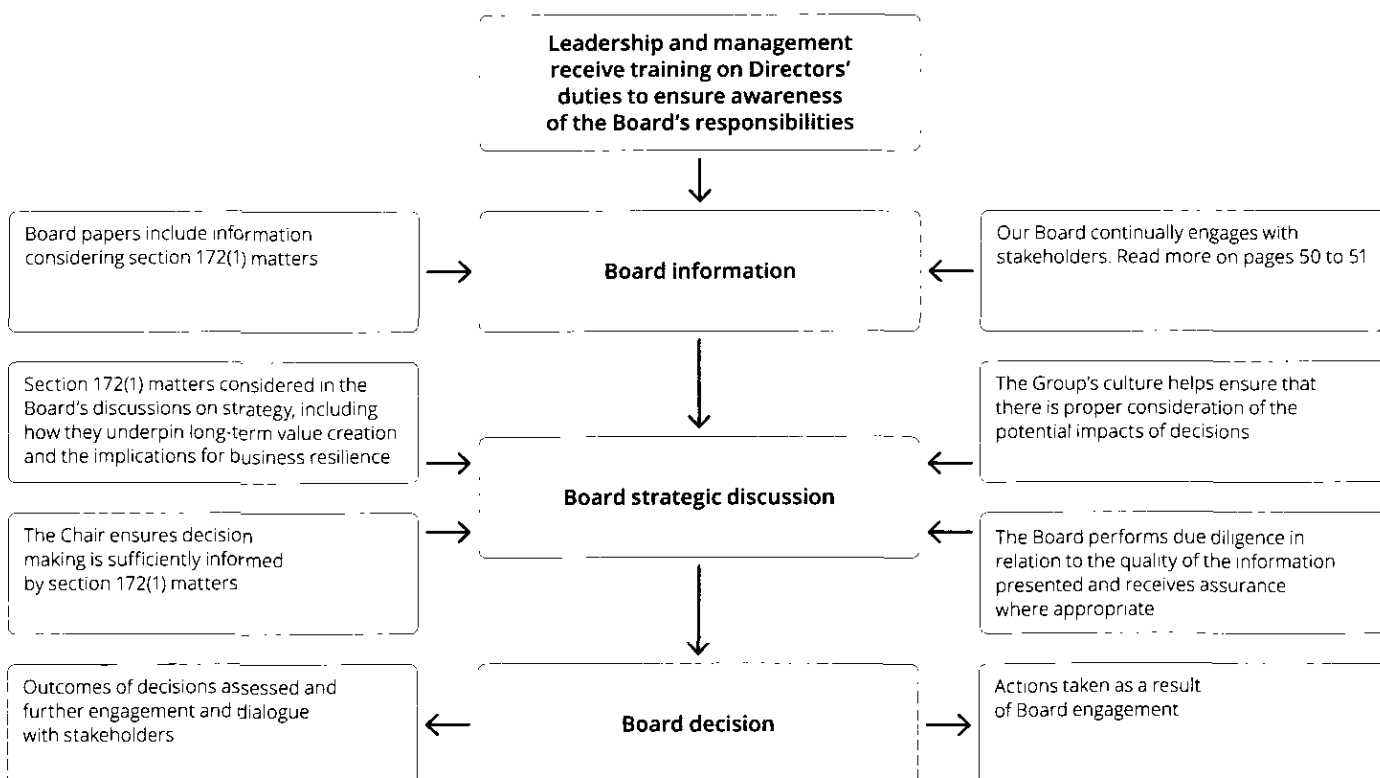 Leadership and management
receive training on Directors'
duties to ensure awareness
of the Board's responsibilities
Board papers include information
considering section 172(1) matters
Board information
Our Board continually engages with
stakeholders. Read more on pages 50 to 51
Section 172(1) matters considered in the
Board's discussions on strategy, including
how they underpin long-term value creation
and the implications for business resilience
The Group's culture helps ensure that
there is proper consideration of the
potential impacts of decisions
Board strategic discussion
The Chair ensures decision
making is sufficiently informed
by section 172(1) matters
The Board performs due diligence in
relation to the quality of the information
presented and receives assurance
where appropriate
Outcomes of decisions assessed and
further engagement and dialogue
with stakeholders
Board decision
Actions taken as a result
of Board engagement